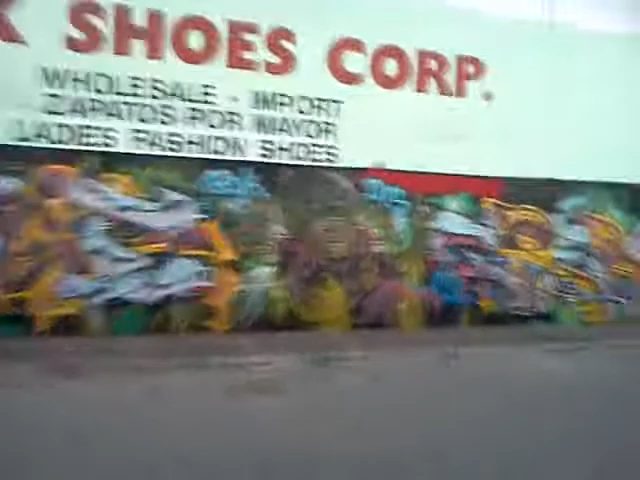 K SHOES CORP.
WHOLESALE - IMPORT
ZAPATOS POR MAYOR
LADIES FASHION SHOES